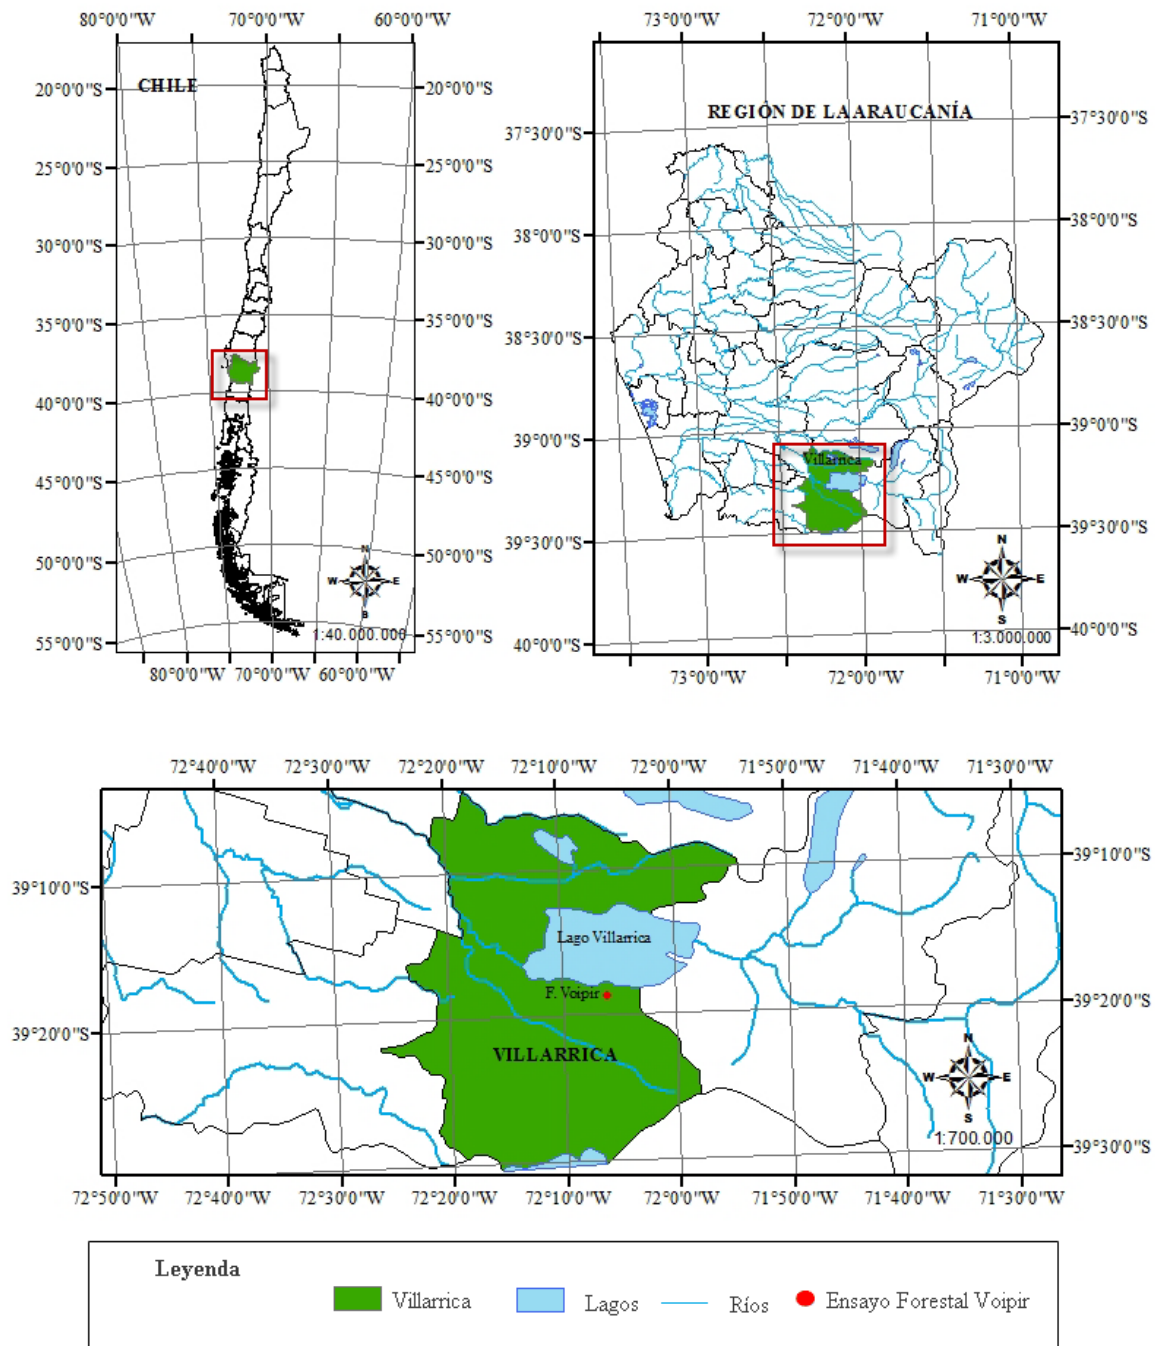 80°0'0"W 70°0'0"W 60°0'0"W
CHILE
20°0'0"S 20°0'0"S
25°0'0"S 25°0'0"S
30°0'0"S 30°0'0"S
35°0'0"S 35°0'0"S
40°0'0"S 40°0'0"S
45°0'0"S 45°0'0"S
50°0'0"S 50°0'0"S
55°0'0"S 55°0'0"S
N
W E
S
1:40.000.000
80°0'0"W 70°0'0"W 60°0'0"W
73°0'0"W 72°0'0"W 71°0'0"W
REGIÓN DE LA ARAUCANÍA
37°30'0"S 37°30'0"S
38°0'0"S 38°0'0"S
38°30'0"S 38°30'0"S
39°0'0"S 39°0'0"S
Villarrica
39°30'0"S 39°30'0"S
N
W E
S
1:3.000.000
40°0'0"S 40°0'0"S
73°0'0"W 72°0'0"W 71°0'0"W
72°40'0"W 72°30'0"W 72°20'0"W 72°10'0"W 72°0'0"W 71°50'0"W 71°40'0"W 71°30'0"W
39°10'0"S 39°10'0"S
Lago Villarrica
F. Voipir
39°20'0"S 39°20'0"S
VILLARRICA
N
W E
S
1:700.000
39°30'0"S
72°50'0"W 72°40'0"W 72°30'0"W 72°20'0"W 72°10'0"W 72°0'0"W 71°50'0"W 71°40'0"W 71°30'0"W
Leyenda
Villarrica Lagos Ríos Ensayo Forestal Voipir